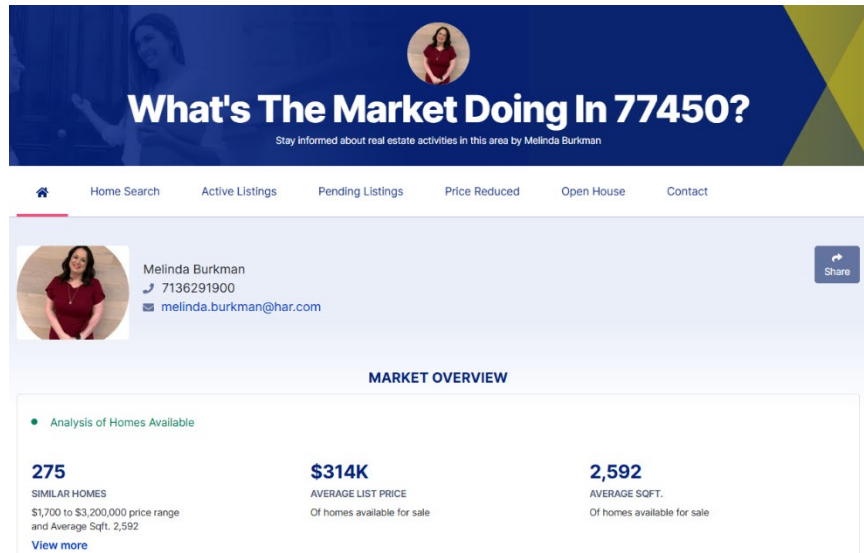 What's The Market Doing In 77450?
Stay informed about real estate activities in this area by Melinda Burkman
Home Search Active Listings Pending Listings Price Reduced Open House Contact
Melinda Burkman
7136291900
melinda.burkman@har.com
Share
MARKET OVERVIEW
Analysis of Homes Available
275 $314K 2,592
SIMILAR HOMES AVERAGE LIST PRICE AVERAGE SQFT.
$1,700 to $3,200,000 price range Of homes available for sale Of homes available for sale
and Average Sqft. 2,592
View more